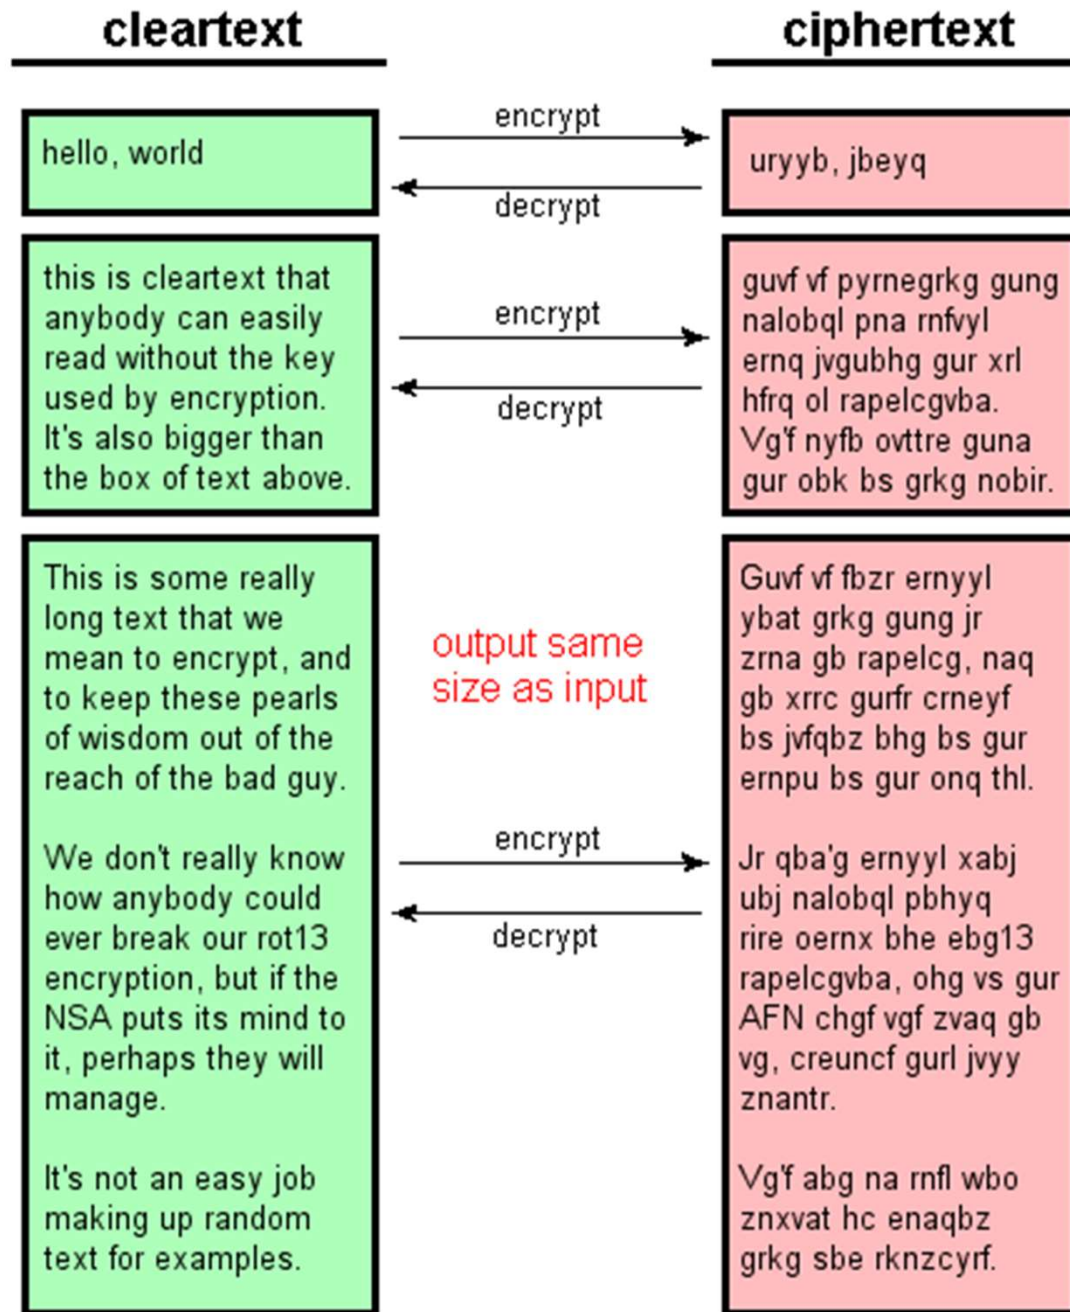 cleartext
ciphertext
hello, world
encrypt
decrypt
uryyb, jbeyq
this is cleartext that
anybody can easily
read without the key
used by encryption.
It's also bigger than
the box of text above.
encrypt
decrypt
guvf vf pyrnegrkg gung
nalobql pna rnfvyl
ernq jvgubhg gur xrl
hfrq ol rapelcgvba.
Vg'f nyfb ovttre guna
gur obk bs grkg nobir.
This is some really
long text that we
mean to encrypt, and
to keep these pearls
of wisdom out of the
reach of the bad guy.
We don't really know
how anybody could
ever break our rot13
encryption, but if the
NSA puts its mind to
it, perhaps they will
manage.
It's not an easy job
making up random
text for examples.
output same
size as input
encrypt
decrypt
Guvf vf fbzr ernyyl
ybat grkg gung jr
zrna gb rapelcg, naq
gb xrrc gurfr crneyf
bs jvfqbz bhg bs gur
ernpu bs gur onq thl.
Jr qba'g ernyyl xabj
ubj nalobql pbhyq
rire oernx bhe ebg13
rapelcgvba, ohg vs gur
AFN chgf vgf zvaq gb
vg, creuncf gurl jvyy
znantr.
Vg'f abg na rnfl wbo
znxvat hc enaqbz
grkg sbe rknzcyrf.